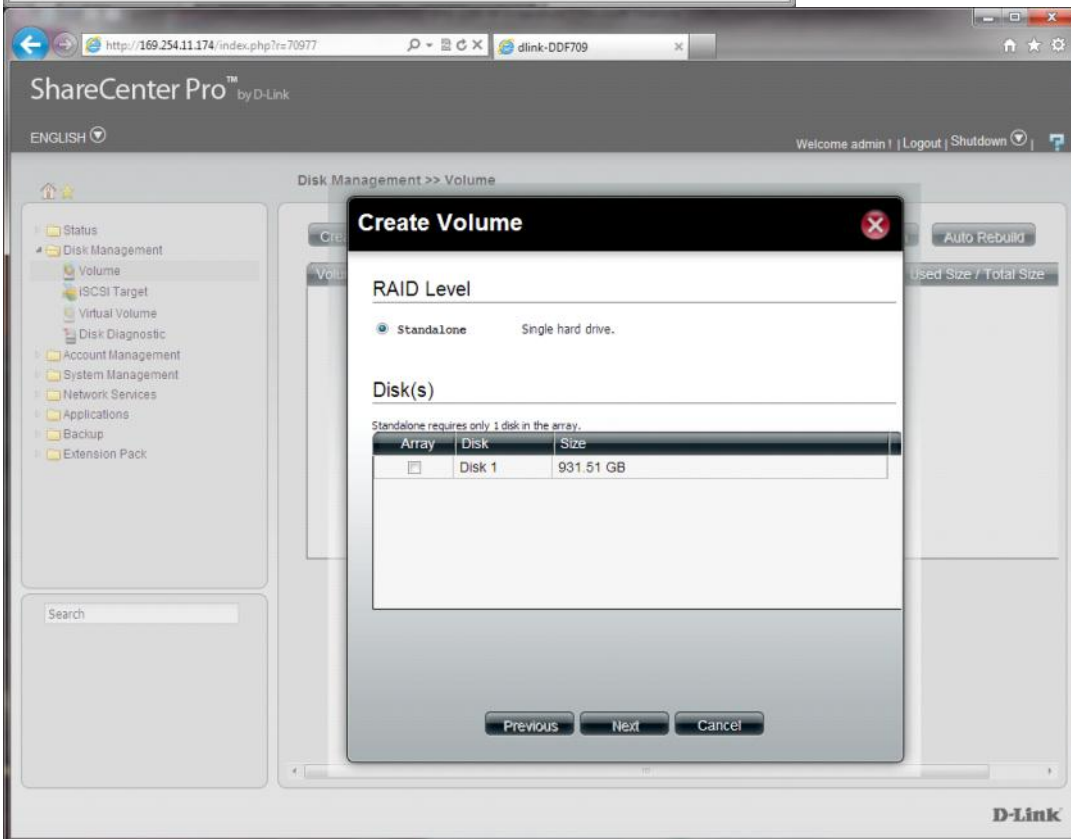 http://169.254.11.174/index.php?r=70977
dlink-DDF709
ShareCenter Pro™ by D-Link
ENGLISH
Welcome admin ! | Logout | Shutdown |
Disk Management >> Volume
Status
Disk Management
Volume
iSCSI Target
Virtual Volume
Disk Diagnostic
Account Management
System Management
Network Services
Applications
Backup
Extension Pack
Search
Auto Rebuild
Used Size / Total Size
Create Volume
RAID Level
Standalone Single hard drive.
Disk(s)
Standalone requires only 1 disk in the array.
Array Disk Size
Disk 1 931.51 GB
Previous Next Cancel
D-Link